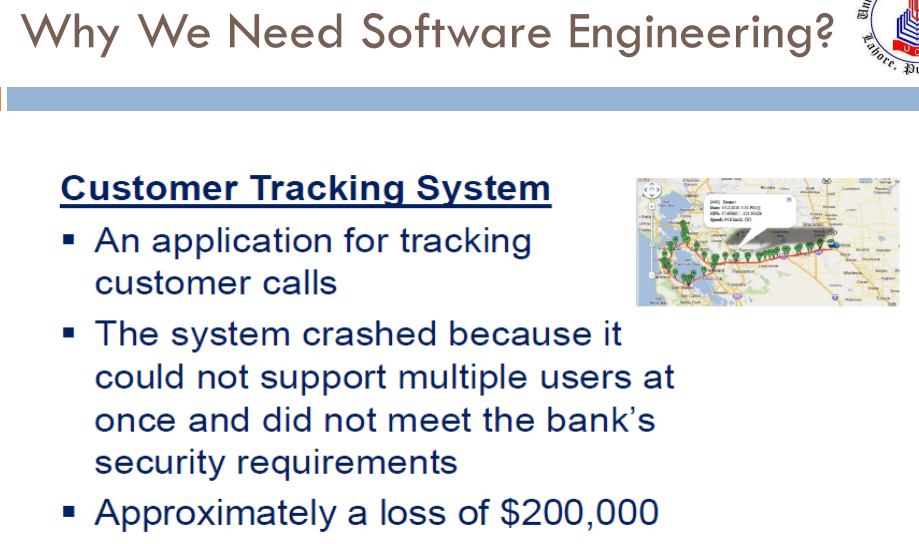 Why We Need Software Engineering?
Customer Tracking System
▪ An application for tracking
customer calls
▪ The system crashed because it
could not support multiple users at
once and did not meet the bank's
security requirements
▪ Approximately a loss of $200,000
Lahore,